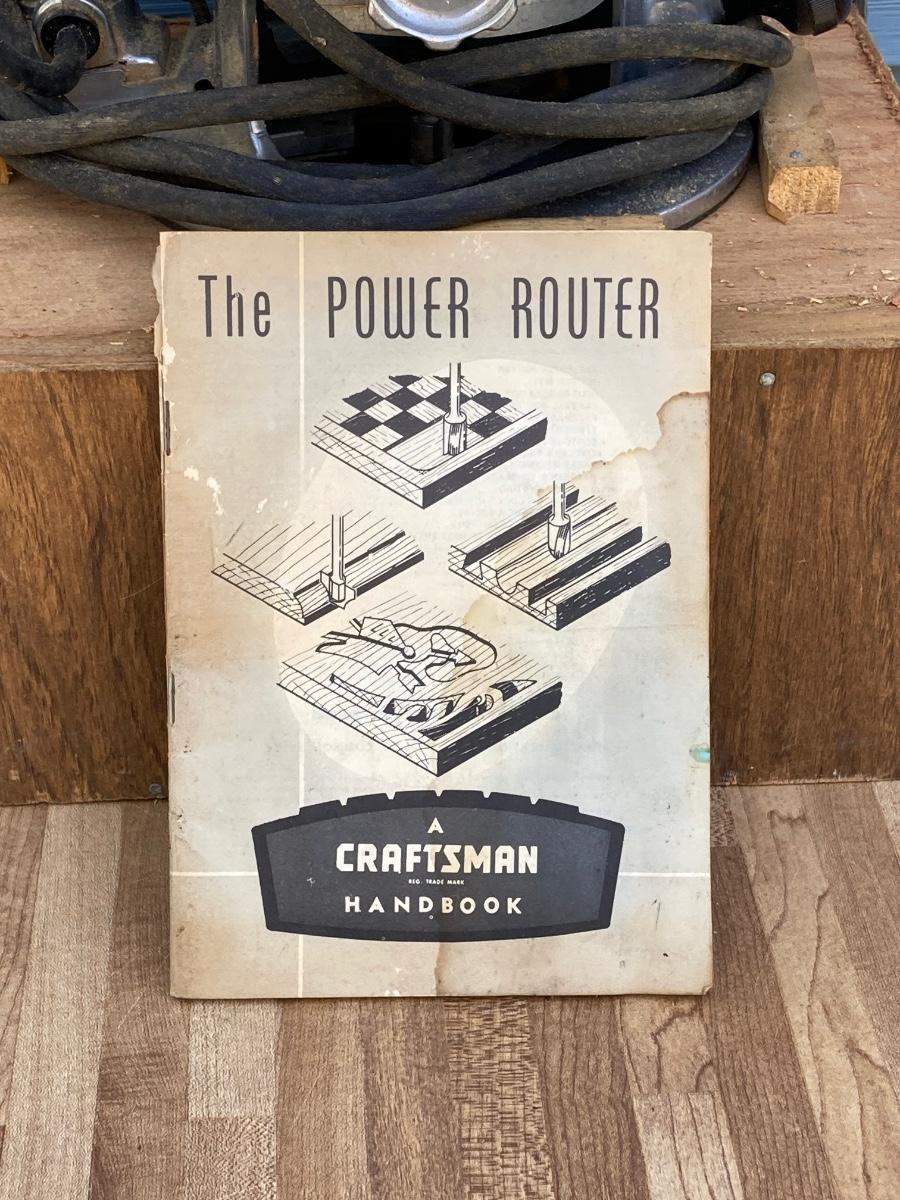 The POWER ROUTER
A
CRAFTSMAN
REG. TRADE MARK
HANDBOOK